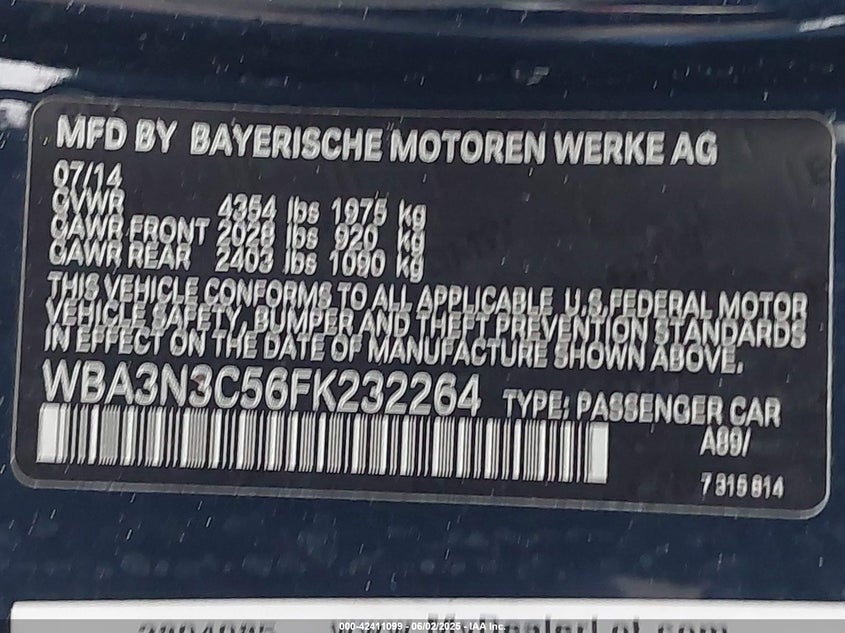 MFD BY BAYERISCHE MOTOREN WERKE AG
07/14
GVWR 4354 lbs 1975 kg
GAWR FRONT 2028 lbs 920 kg
GAWR REAR 2403 lbs 1090 kg
THIS VEHICLE CONFORMS TO ALL APPLICABLE U.S.FEDERAL MOTOR
VEHICLE SAFETY, BUMPER AND THEFT PREVENTION STANDARDS
IN EFFECT ON THE DATE OF MANUFACTURE SHOWN ABOVE.
WBA3N3C56FK232264 TYPE: PASSENGER CAR
A89/
7315814
000-42411099 - 06/02/2025 - IAA Inc.